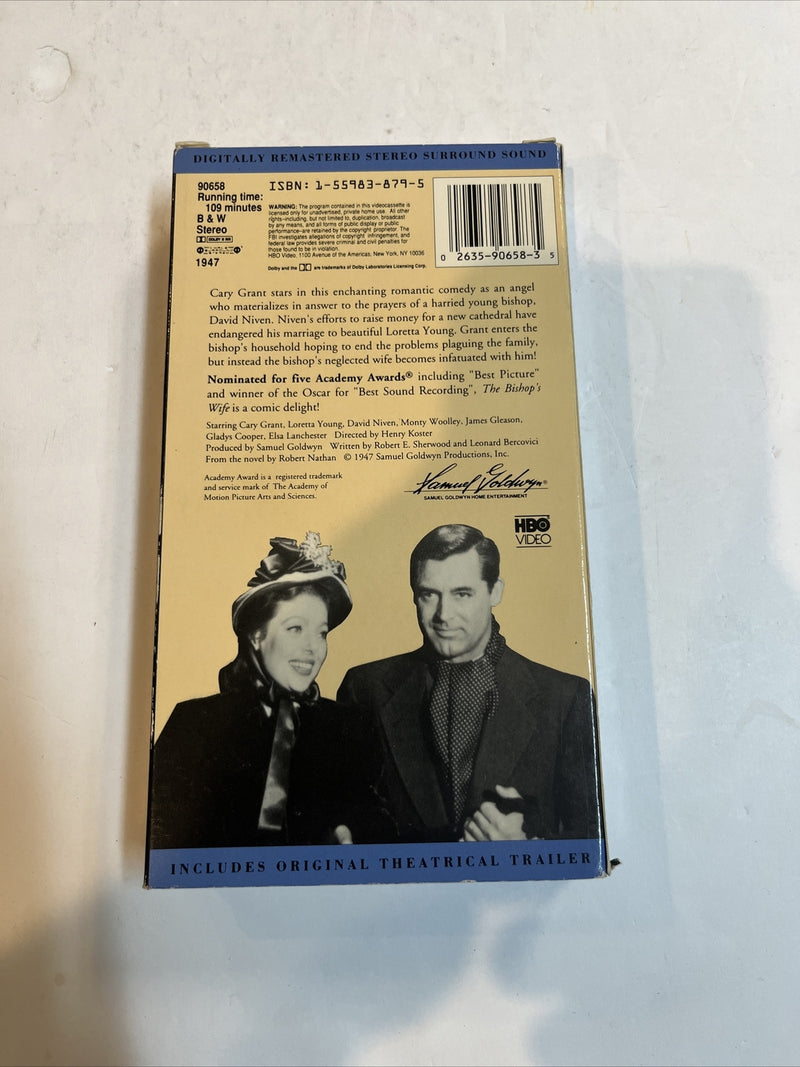 DIGITALLY REMASTERED STEREO SURROUND SOUND
90658
Running time:
109 minutes
B & W
Stereo
1947
ISBN: 1-55983-879-5
WARNING: The program contained in this videocassette is
licensed only for unadvertised, private home use. All other
rights-including, but not limited to, duplication, broadcast
by any means, and all forms of public display or public
performance-are retained by the copyright proprietor. The
FBI investigates allegations of copyright infringement, and
federal law provides severe criminal and civil penalties for
those found to be in violation.
HBO Video, 1100 Avenue of the Americas, New York, NY 10036
Dolby and the are trademarks of Dolby Laboratories Licensing Corp.
0 2635-90658-3 5
Cary Grant stars in this enchanting romantic comedy as an angel
who materializes in answer to the prayers of a harried young bishop,
David Niven. Niven's efforts to raise money for a new cathedral have
endangered his marriage to beautiful Loretta Young. Grant enters the
bishop's household hoping to end the problems plaguing the family,
but instead the bishop's neglected wife becomes infatuated with him!
Nominated for five Academy Awards® including "Best Picture"
and winner of the Oscar for "Best Sound Recording", The Bishop's
Wife is a comic delight!
Starring Cary Grant, Loretta Young, David Niven, Monty Woolley, James Gleason,
Gladys Cooper, Elsa Lanchester Directed by Henry Koster
Produced by Samuel Goldwyn Written by Robert E. Sherwood and Leonard Bercovici
From the novel by Robert Nathan © 1947 Samuel Goldwyn Productions, Inc.
Academy Award is a registered trademark
and service mark of The Academy of
Motion Picture Arts and Sciences.
Samuel Goldwyn®
SAMUEL GOLDWYN HOME ENTERTAINMENT
HBO
VIDEO
INCLUDES ORIGINAL THEATRICAL TRAILER